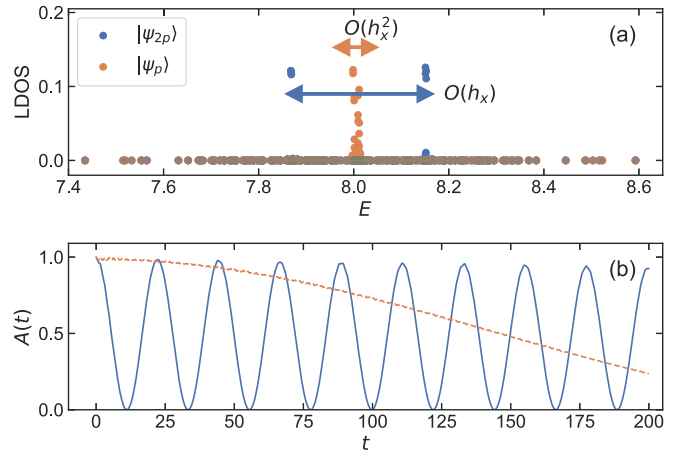 |ψ₂ₚ⟩
|ψₚ⟩
O(hₓ²)
(a)
O(hₓ)
LDOS
0.2
0.1
0.0
7.4 7.6 7.8 8.0 8.2 8.4 8.6
E
(b)
A(t)
1.0
0.5
0.0
0 25 50 75 100 125 150 175 200
t